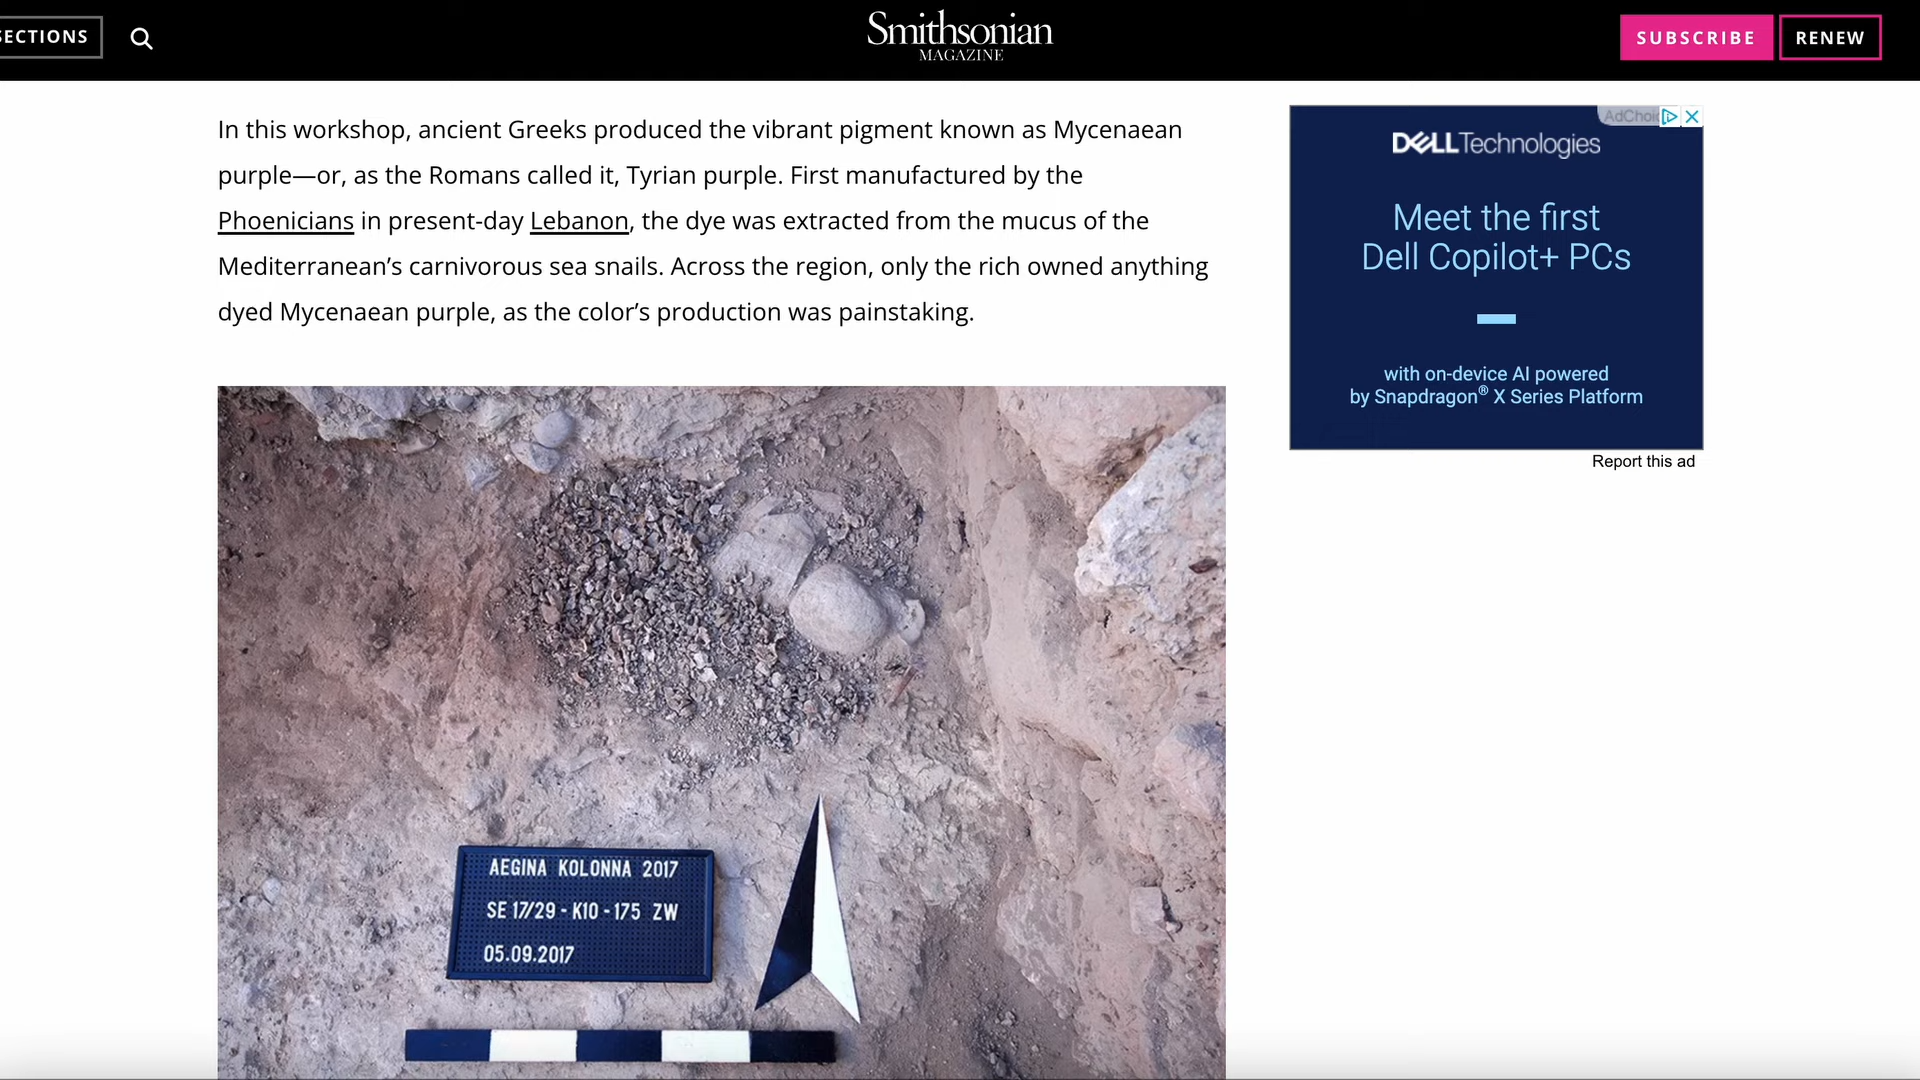 SECTIONS
Smithsonian
MAGAZINE
SUBSCRIBE
RENEW
In this workshop, ancient Greeks produced the vibrant pigment known as Mycenaean
purple—or, as the Romans called it, Tyrian purple. First manufactured by the
Phoenicians in present-day Lebanon, the dye was extracted from the mucus of the
Mediterranean’s carnivorous sea snails. Across the region, only the rich owned anything
dyed Mycenaean purple, as the color’s production was painstaking.
AdChoic
DELLTechnologies
Meet the first
Dell Copilot+ PCs
with on-device AI powered
by Snapdragon® X Series Platform
Report this ad
AEGINA KOLONNA 2017
SE 17/29 - K10 - 175 ZW
05.09.2017